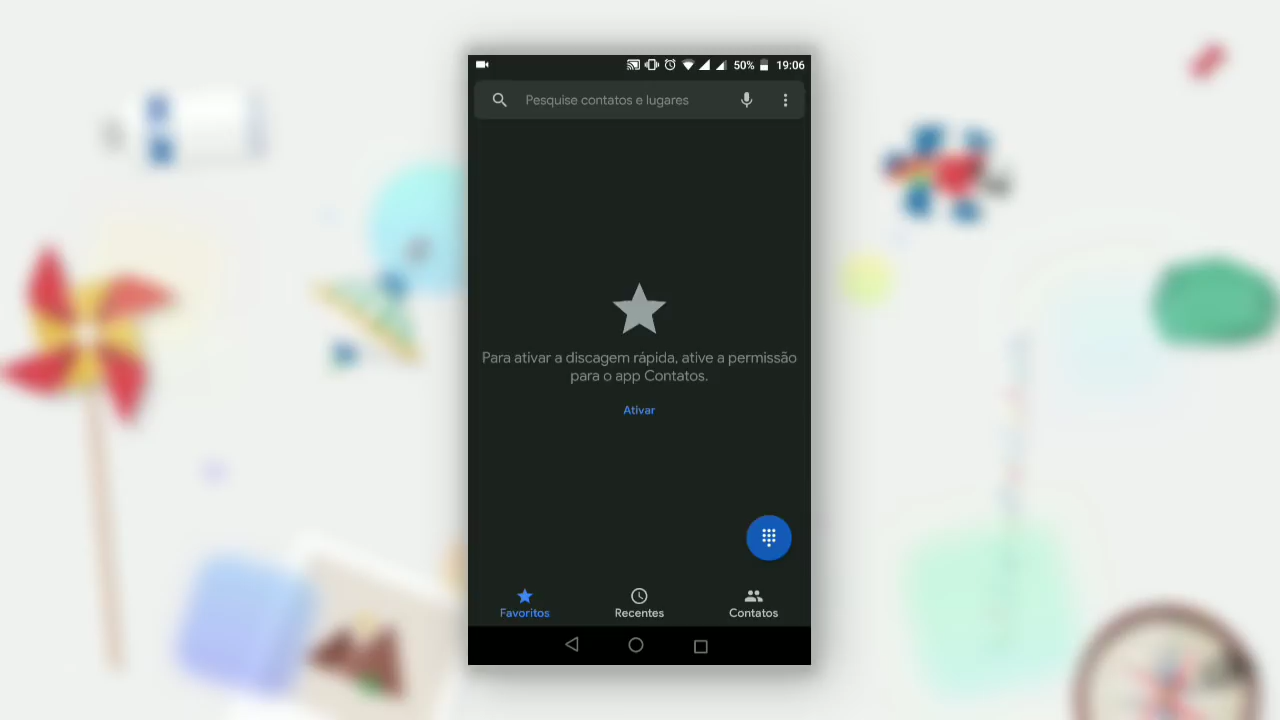 50% 19:06
Pesquise contatos e lugares
Para ativar a discagem rápida, ative a permissão
para o app Contatos.
Ativar
Favoritos Recentes Contatos